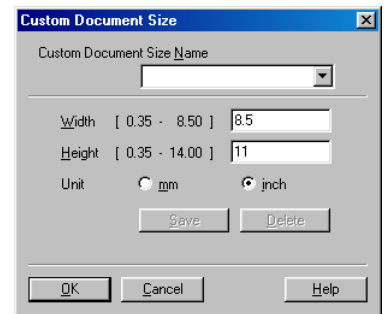 Custom Document Size
Custom Document Size Name
Width [ 0.35 - 8.50 ] 8.5
Height [ 0.35 - 14.00 ] 11
Unit mm inch
Save Delete
OK Cancel Help